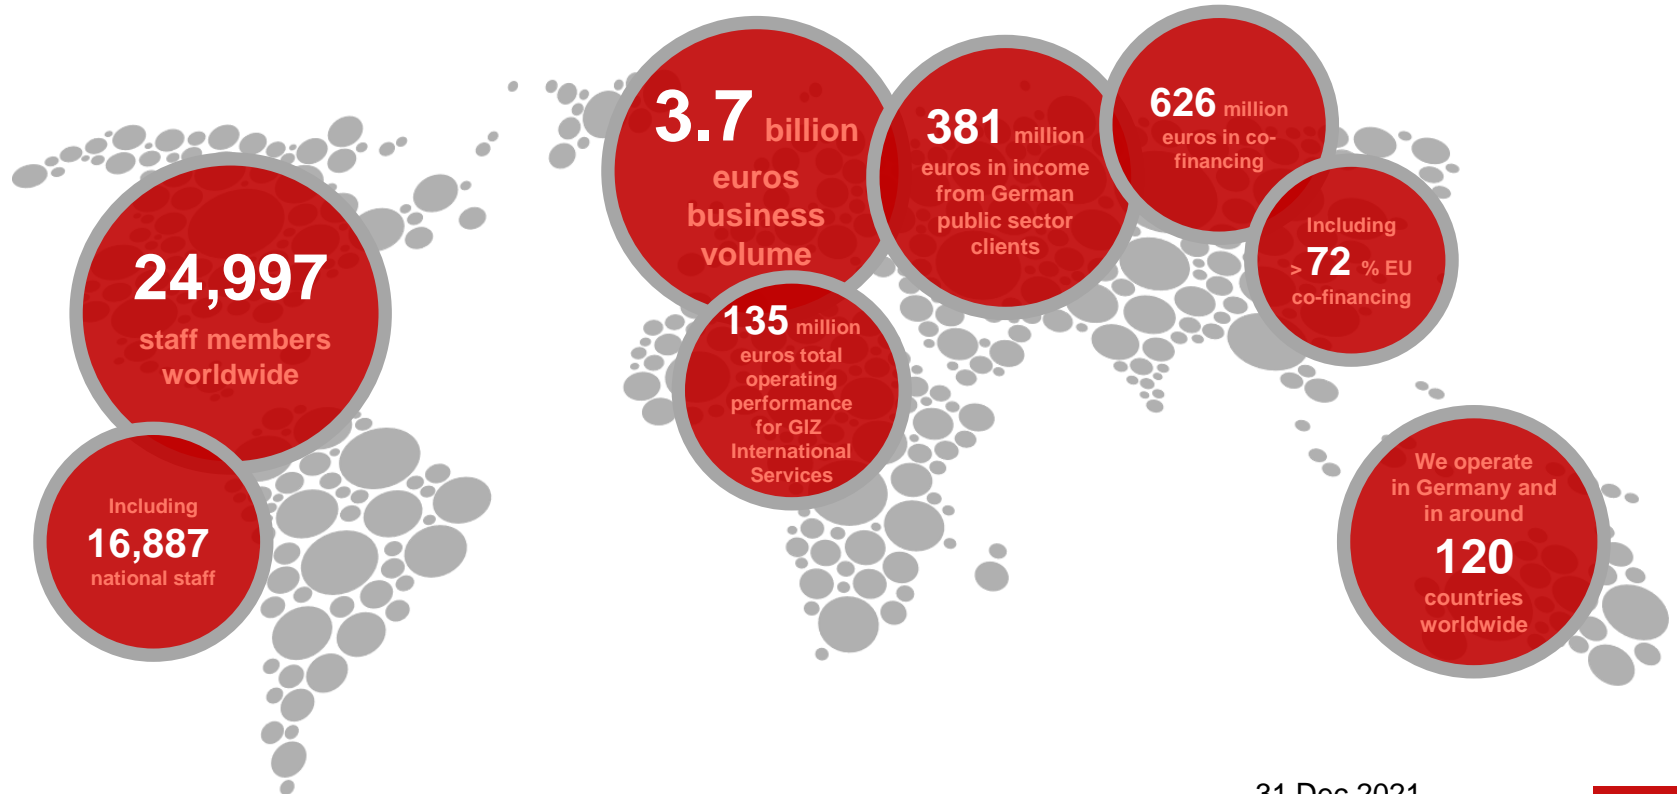 24,997
staff members
worldwide
Including
16,887
national staff
3.7 billion
euros
business
volume
135 million
euros total
operating
performance
for GIZ
International
Services
381 million
euros in income
from German
public sector
clients
626 million
euros in co-
financing
Including
> 72 % EU
co-financing
We operate
in Germany and
in around
120
countries
worldwide
31 Dec 2021